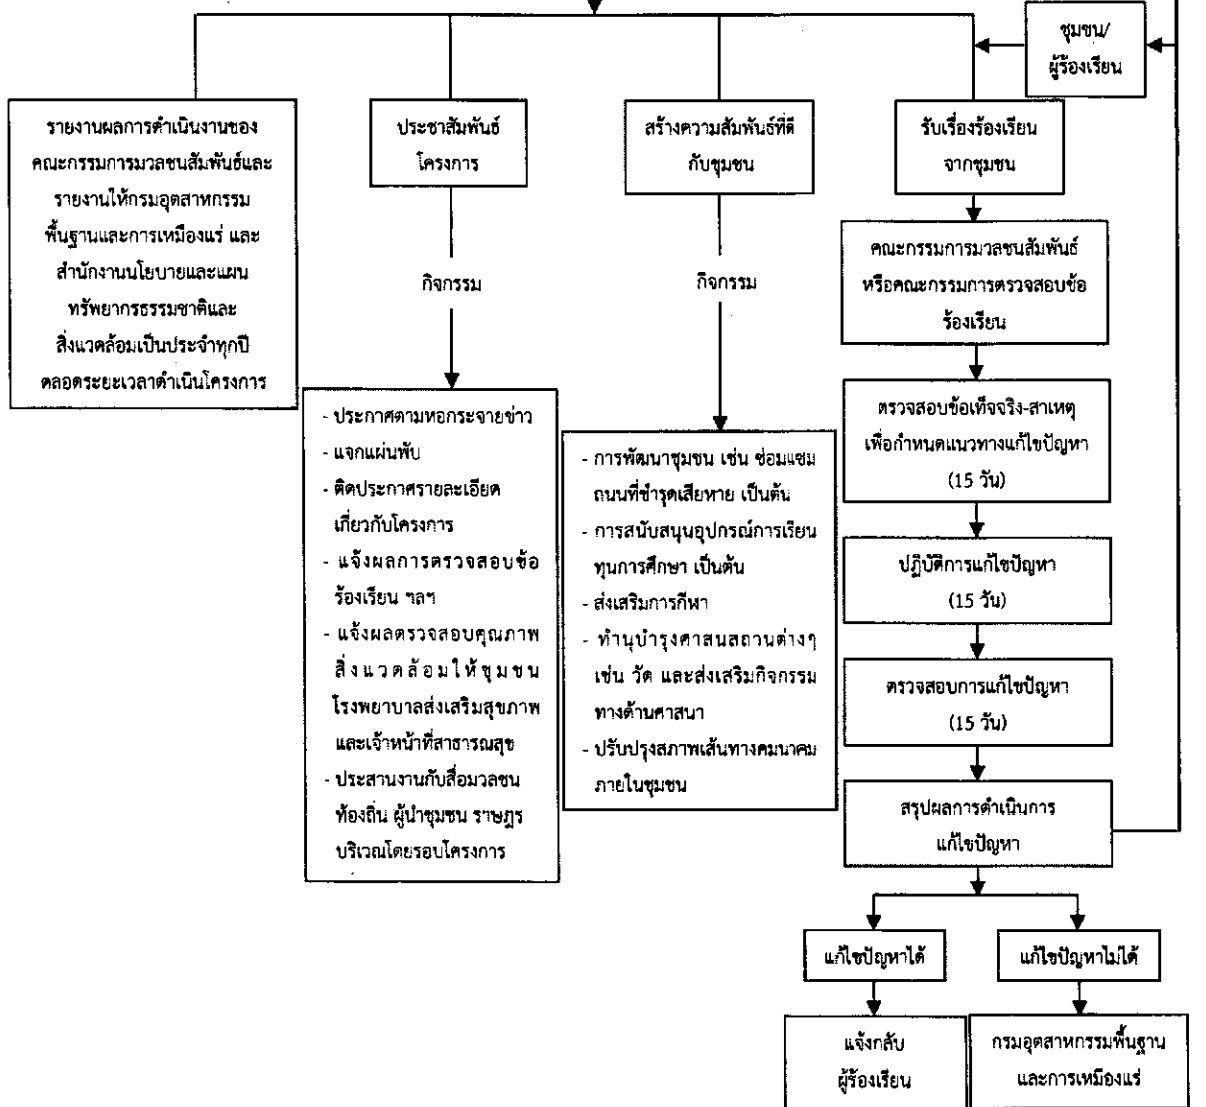 ชุมชน/
ผู้ร้องเรียน
รายงานผลการดำเนินงานของ
คณะกรรมการมวลชนสัมพันธ์และ
รายงานให้กรมอุตสาหกรรม
พื้นฐานและการเหมืองแร่ และ
สำนักงานนโยบายและแผน
ทรัพยากรธรรมชาติและ
สิ่งแวดล้อมเป็นประจำทุกปี
ตลอดระยะเวลาดำเนินโครงการ
ประชาสัมพันธ์
โครงการ
กิจกรรม
- ประกาศตามหอกระจายข่าว
- แจกแผ่นพับ
- ติดประกาศรายละเอียด
เกี่ยวกับโครงการ
- แจ้งผลการตรวจสอบข้อ
ร้องเรียน ฯลฯ
- แจ้งผลตรวจสอบคุณภาพ
สิ่งแวดล้อมให้ชุมชน
โรงพยาบาลส่งเสริมสุขภาพ
และเจ้าหน้าที่สาธารณสุข
- ประสานงานกับสื่อมวลชน
ท้องถิ่น ผู้นำชุมชน ราษฎร
บริเวณโดยรอบโครงการ
สร้างความสัมพันธ์ที่ดี
กับชุมชน
กิจกรรม
- การพัฒนาชุมชน เช่น ซ่อมแซม
ถนนที่ชำรุดเสียหาย เป็นต้น
- การสนับสนุนอุปกรณ์การเรียน
ทุนการศึกษา เป็นต้น
- ส่งเสริมการกีฬา
- ทำนุบำรุงศาสนสถานต่างๆ
เช่น วัด และส่งเสริมกิจกรรม
ทางด้านศาสนา
- ปรับปรุงสภาพเส้นทางคมนาคม
ภายในชุมชน
รับเรื่องร้องเรียน
จากชุมชน
คณะกรรมการมวลชนสัมพันธ์
หรือคณะกรรมการตรวจสอบข้อ
ร้องเรียน
ตรวจสอบข้อเท็จจริง-สาเหตุ
เพื่อกำหนดแนวทางแก้ไขปัญหา
(15 วัน)
ปฏิบัติการแก้ไขปัญหา
(15 วัน)
ตรวจสอบการแก้ไขปัญหา
(15 วัน)
สรุปผลการดำเนินการ
แก้ไขปัญหา
แก้ไขปัญหาได้
แก้ไขปัญหาไม่ได้
แจ้งกลับ
ผู้ร้องเรียน
กรมอุตสาหกรรมพื้นฐาน
และการเหมืองแร่